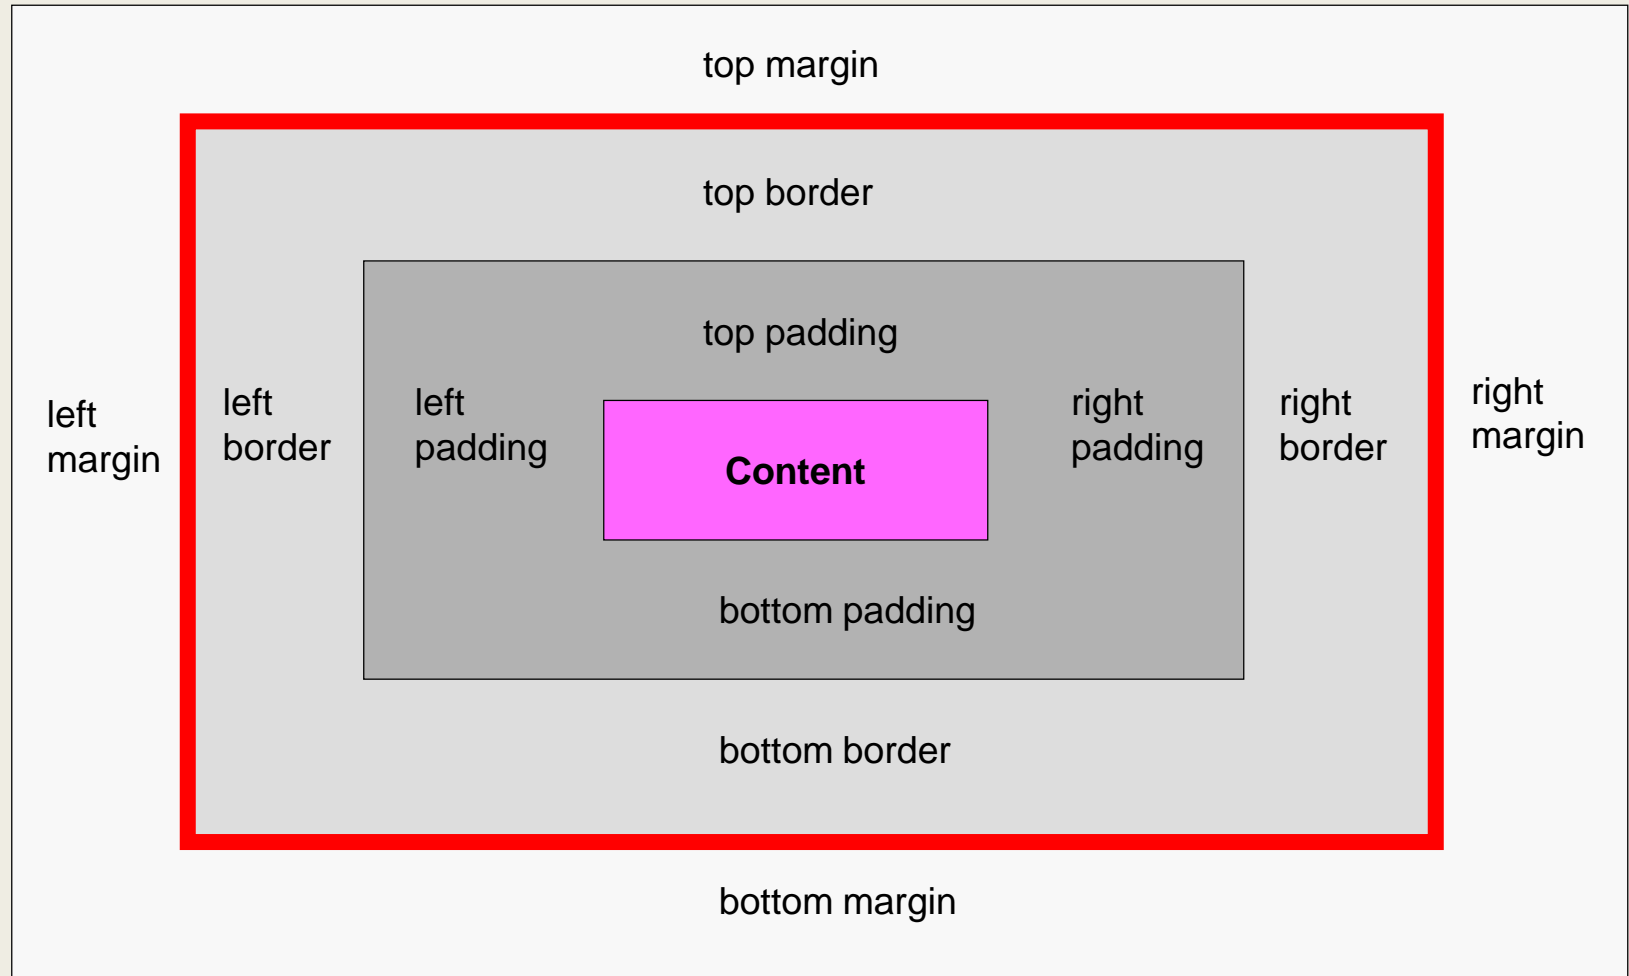 top margin
top border
top padding
left
margin
left
border
left
padding
Content
right
padding
right
border
right
margin
bottom padding
bottom border
bottom margin